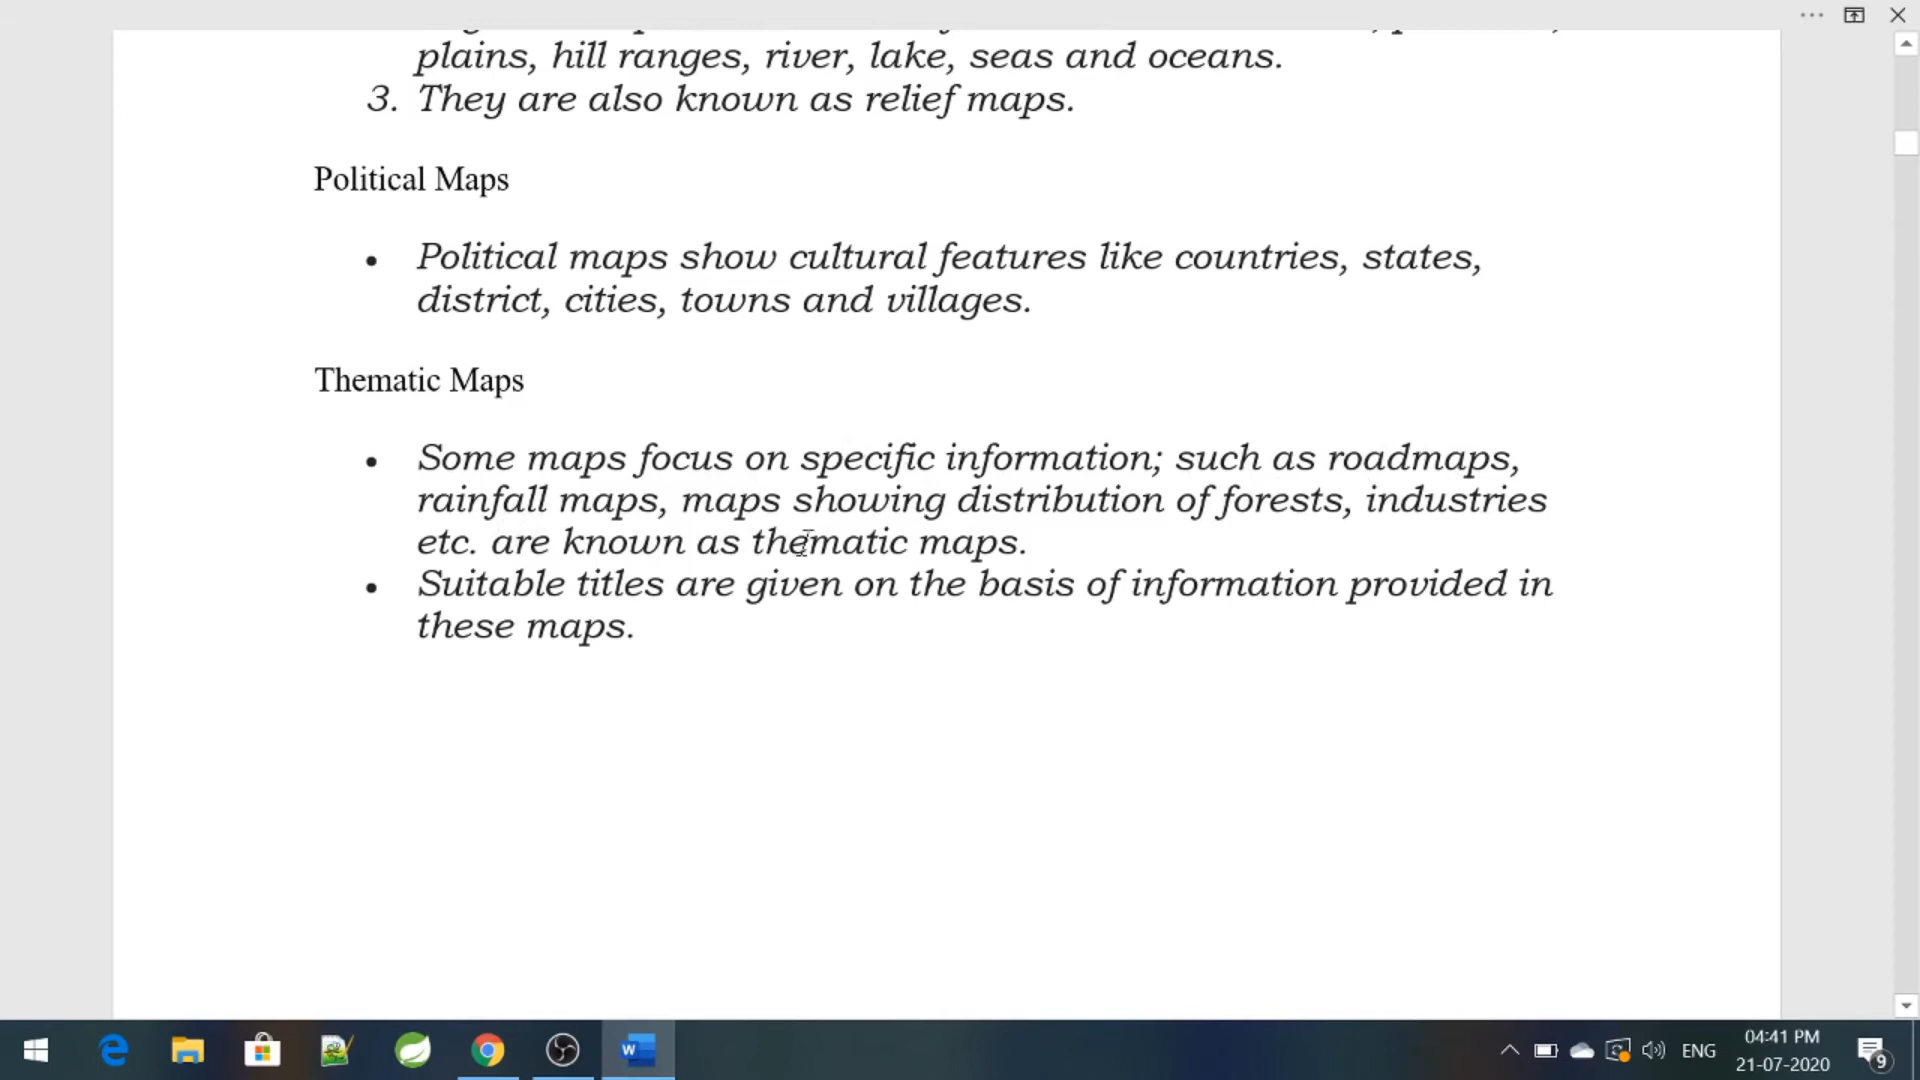 plains, hill ranges, river, lake, seas and oceans.
3. They are also known as relief maps.
Political Maps
• Political maps show cultural features like countries, states,
district, cities, towns and villages.
Thematic Maps
• Some maps focus on specific information; such as roadmaps,
rainfall maps, maps showing distribution of forests, industries
etc. are known as thematic maps.
• Suitable titles are given on the basis of information provided in
these maps.
W
ENG
04:41 PM
21-07-2020
9